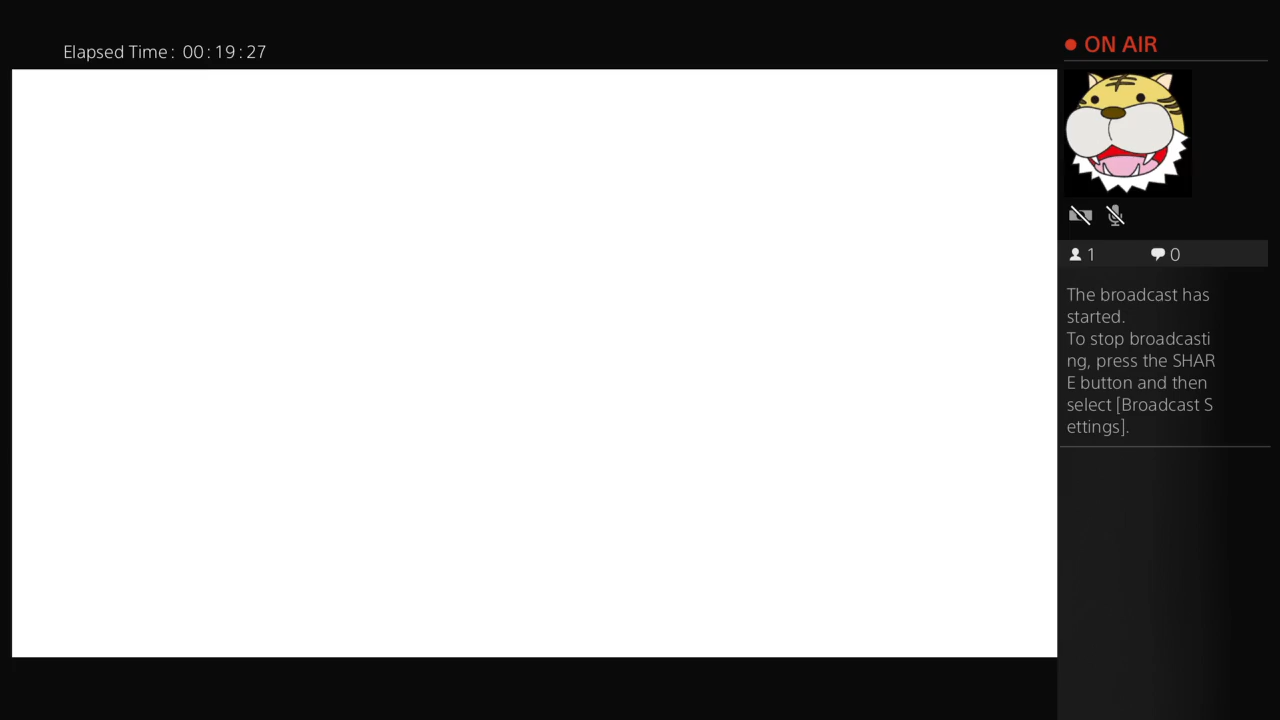 Elapsed Time: 00:19:27
ON AIR
1 0
The broadcast has
started.
To stop broadcasti
ng, press the SHAR
E button and then
select [Broadcast S
ettings].